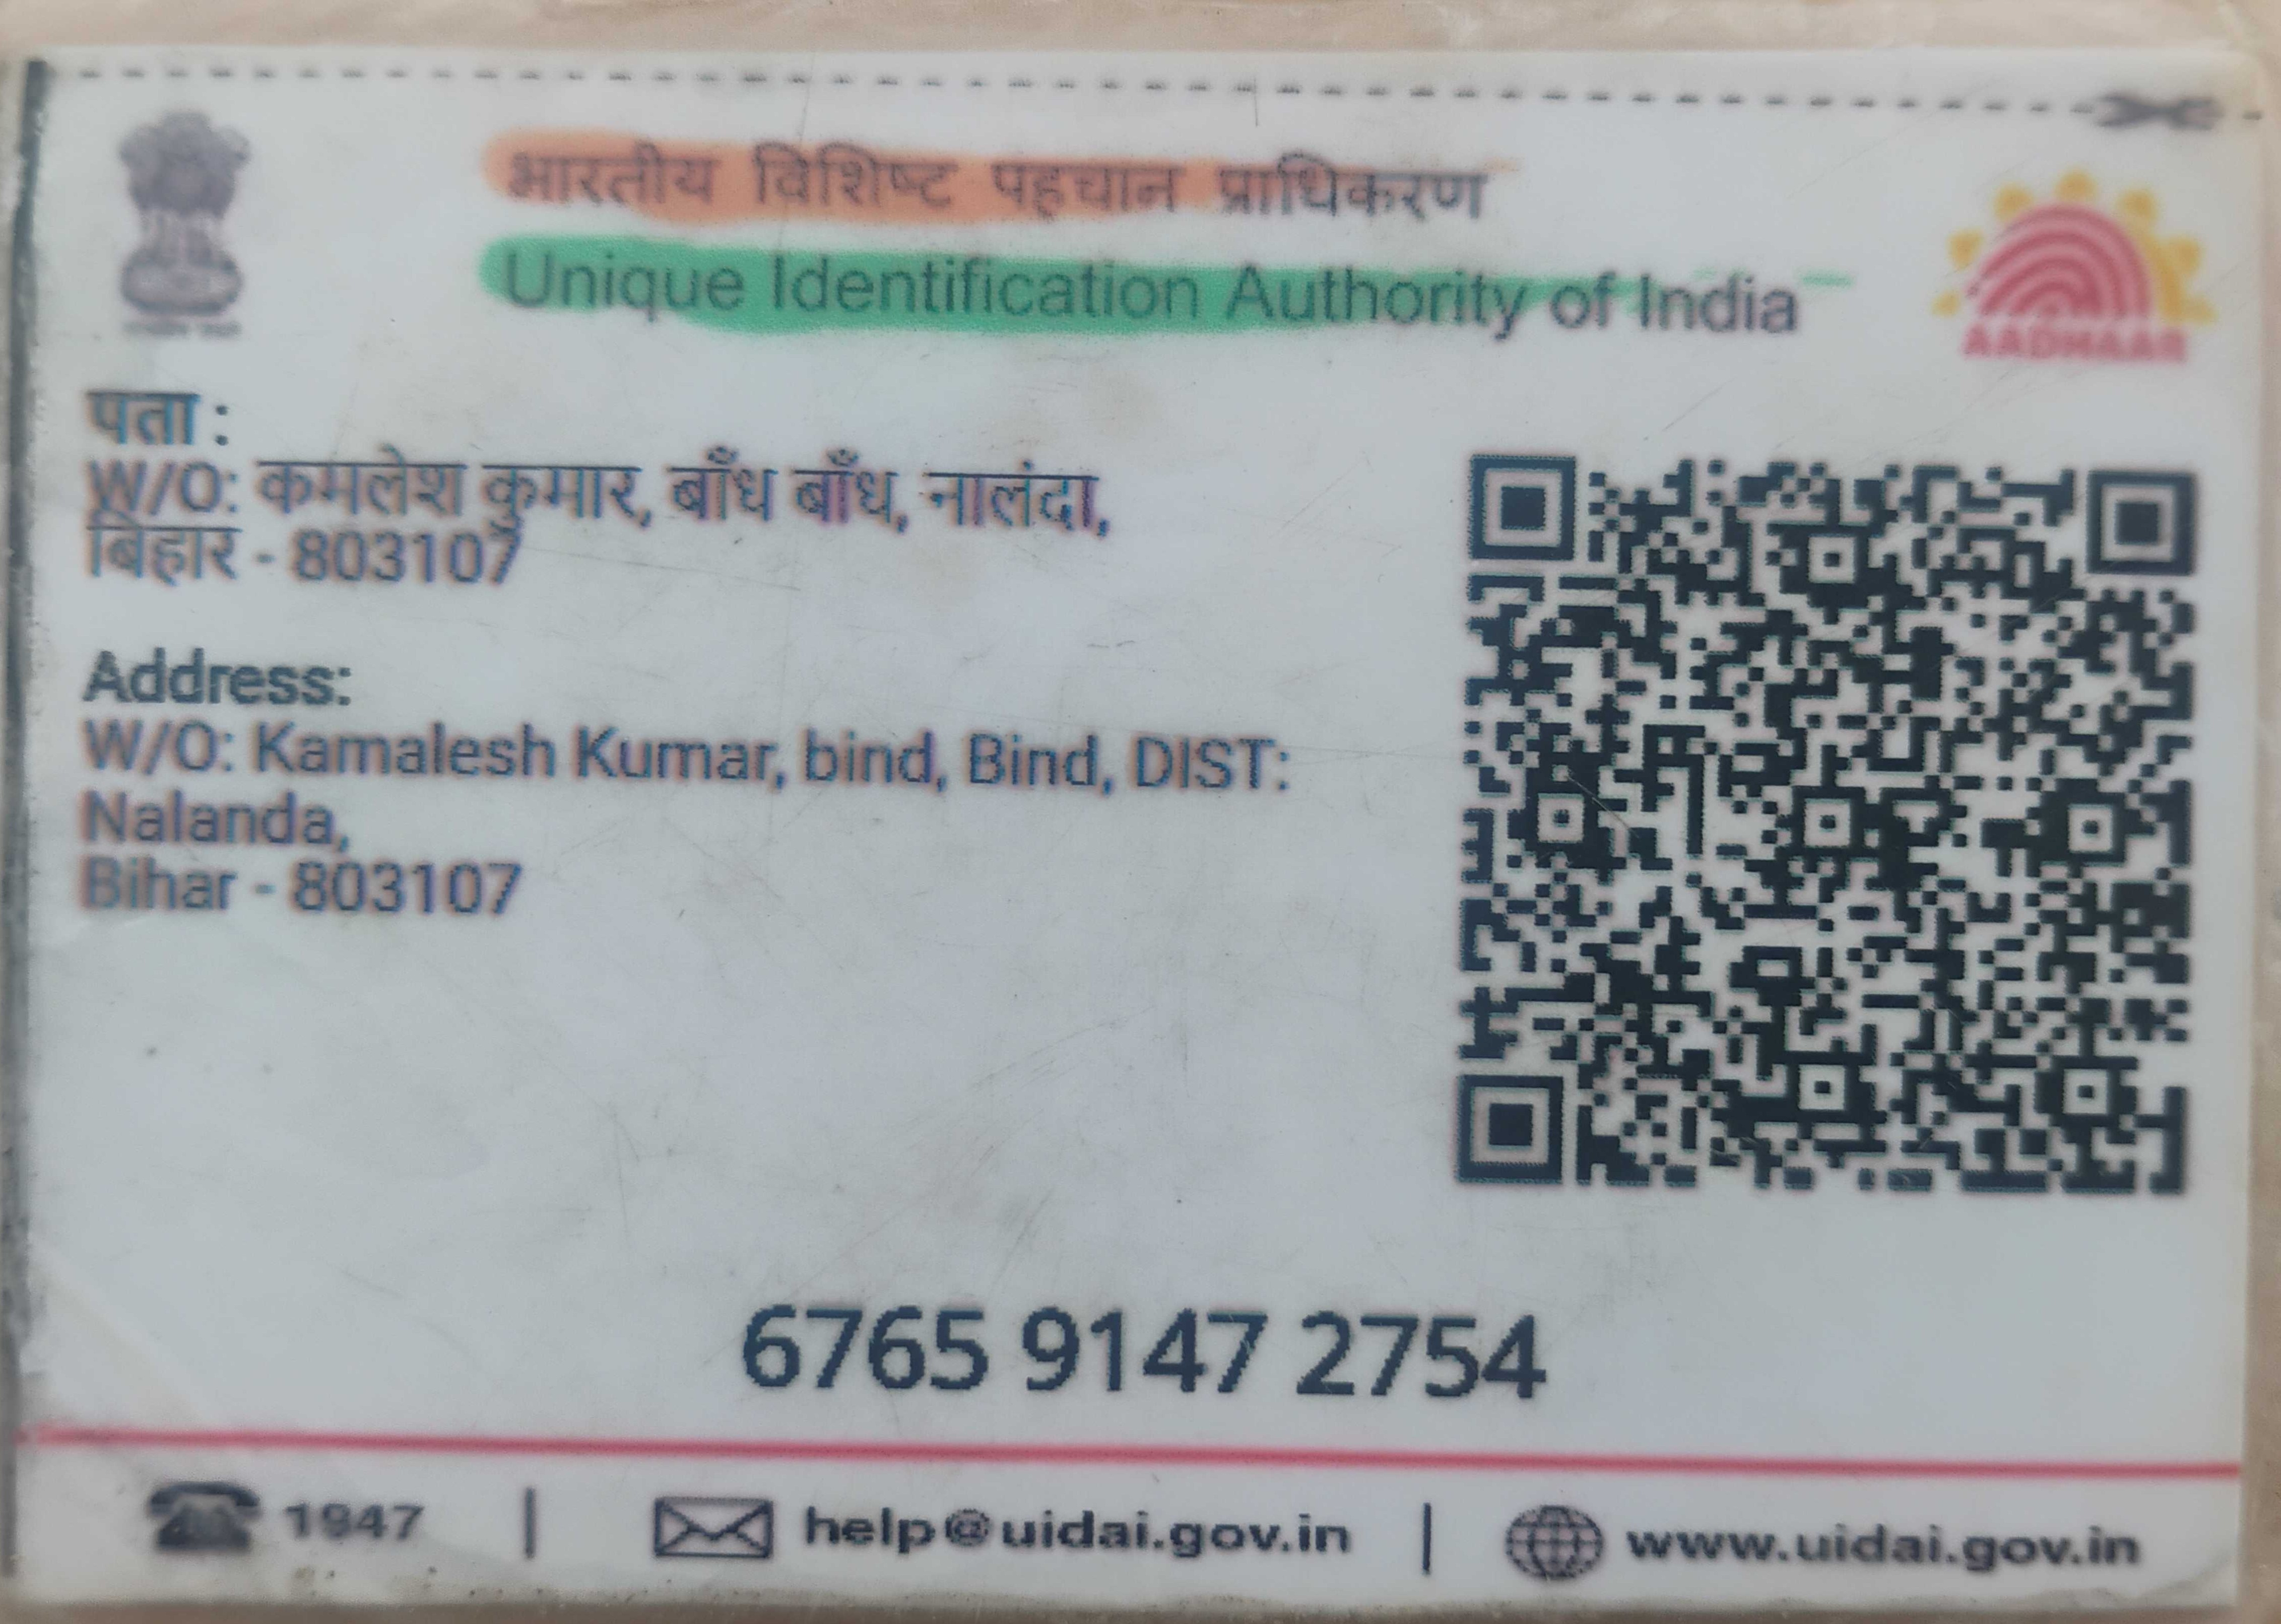 भारतीय विशिष्ट पहचान प्राधिकरण
Unique Identification Authority of India
AADHAAR
पता :
W/O: कमलेश कुमार, बाँध बाँध, नालंदा,
बिहार - 803107
Address:
W/O: Kamalesh Kumar, bind, Bind, DIST:
Nalanda,
Bihar - 803107
6765 9147 2754
1947 | help@uidai.gov.in | www.uidai.gov.in